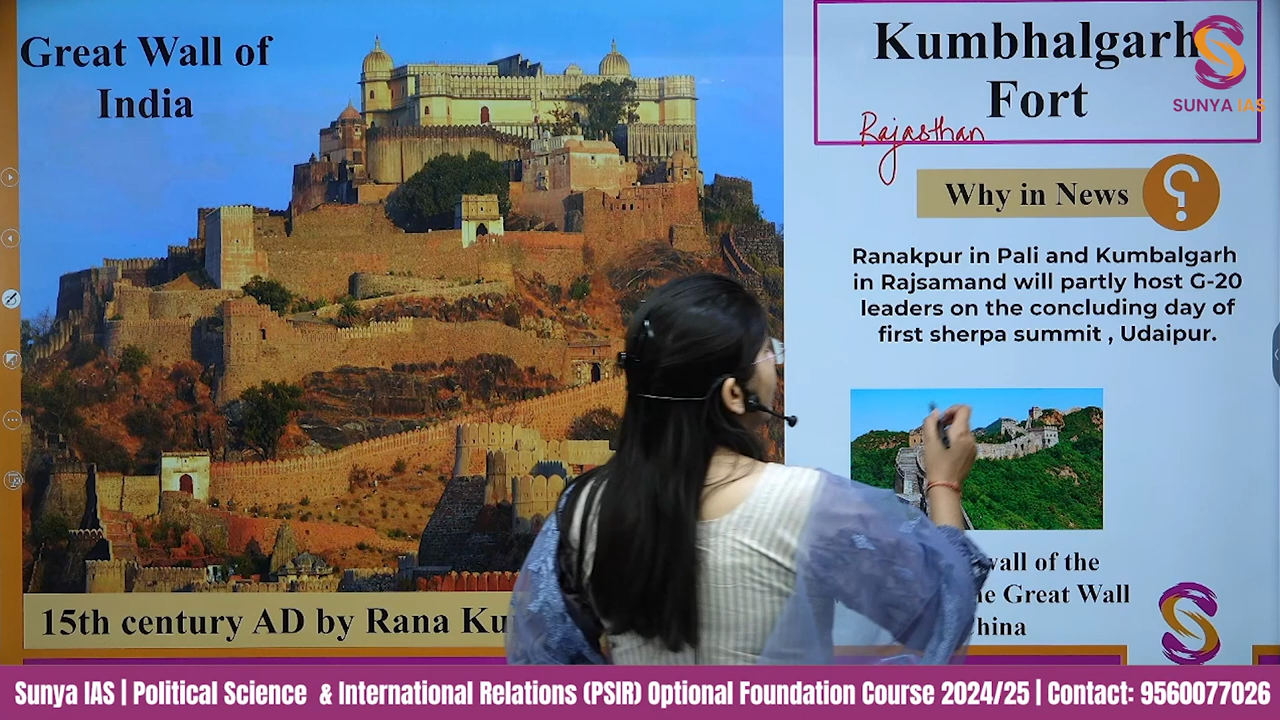 Great Wall of
India
Kumbhalgarh
Fort
SUNYA IAS
Rajasthan
Why in News
Ranakpur in Pali and Kumbalgarh
in Rajsamand will partly host G-20
leaders on the concluding day of
first sherpa summit , Udaipur.
wall of the
Great Wall
China
15th century AD by Rana
Sunya IAS | Political Science & International Relations (PSIR) Optional Foundation Course 2024/25 | Contact: 9560077026